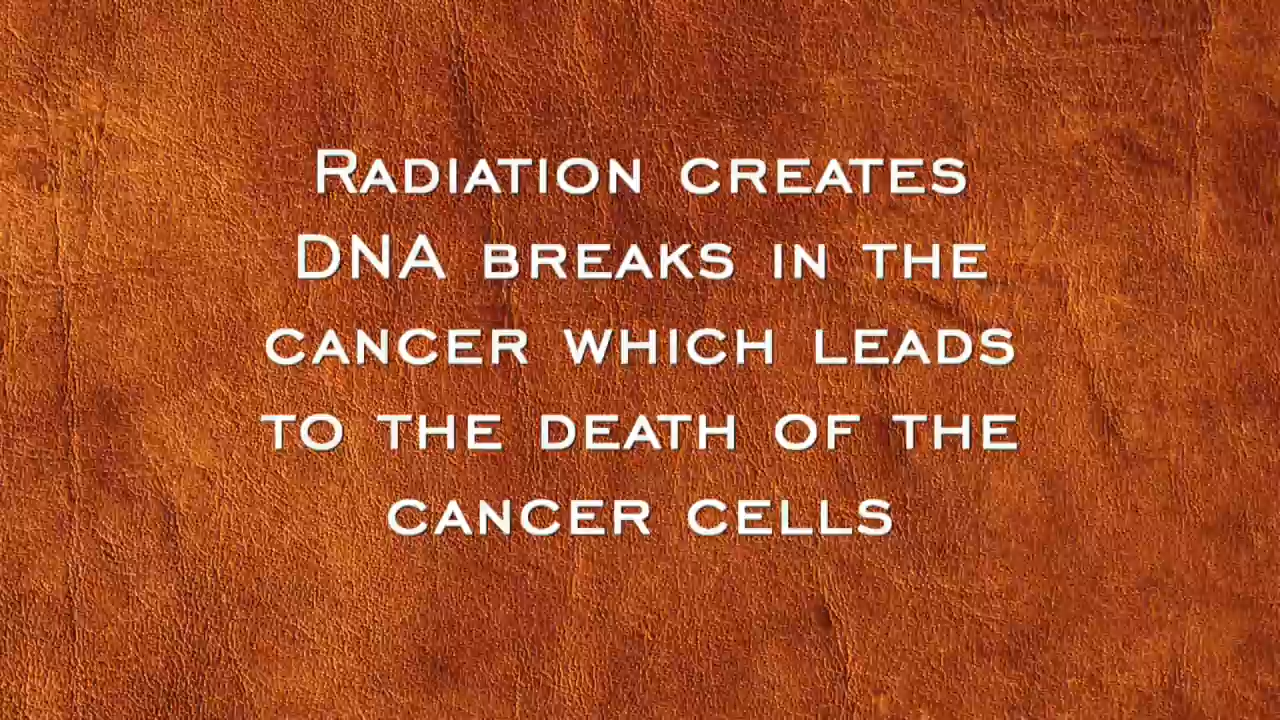 Radiation creates
DNA breaks in the
cancer which leads
to the death of the
cancer cells